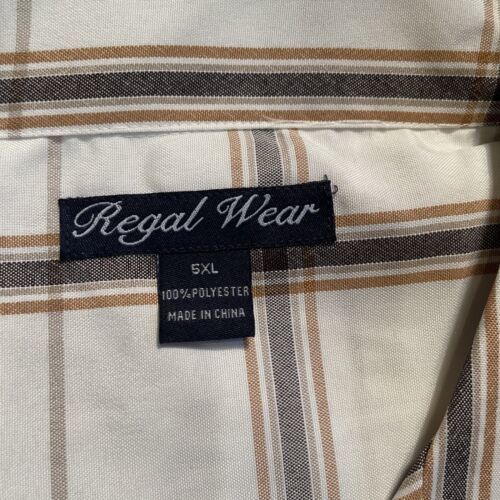 Regal Wear
5XL
100% POLYESTER
MADE IN CHINA